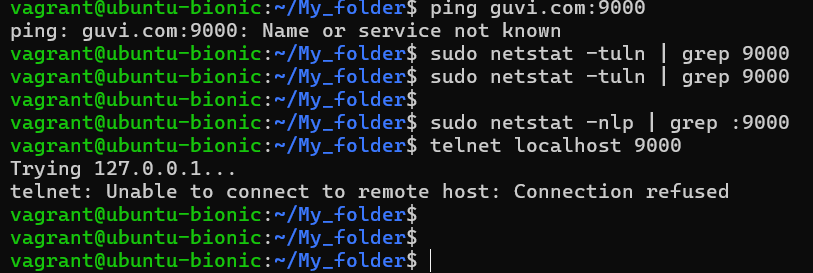 vagrant@ubuntu-bionic:~/My_folder$ ping guvi.com:9000
ping: guvi.com:9000: Name or service not known
vagrant@ubuntu-bionic:~/My_folder$ sudo netstat -tuln | grep 9000
vagrant@ubuntu-bionic:~/My_folder$ sudo netstat -tuln | grep 9000
vagrant@ubuntu-bionic:~/My_folder$
vagrant@ubuntu-bionic:~/My_folder$ sudo netstat -nlp | grep :9000
vagrant@ubuntu-bionic:~/My_folder$ telnet localhost 9000
Trying 127.0.0.1...
telnet: Unable to connect to remote host: Connection refused
vagrant@ubuntu-bionic:~/My_folder$
vagrant@ubuntu-bionic:~/My_folder$
vagrant@ubuntu-bionic:~/My_folder$